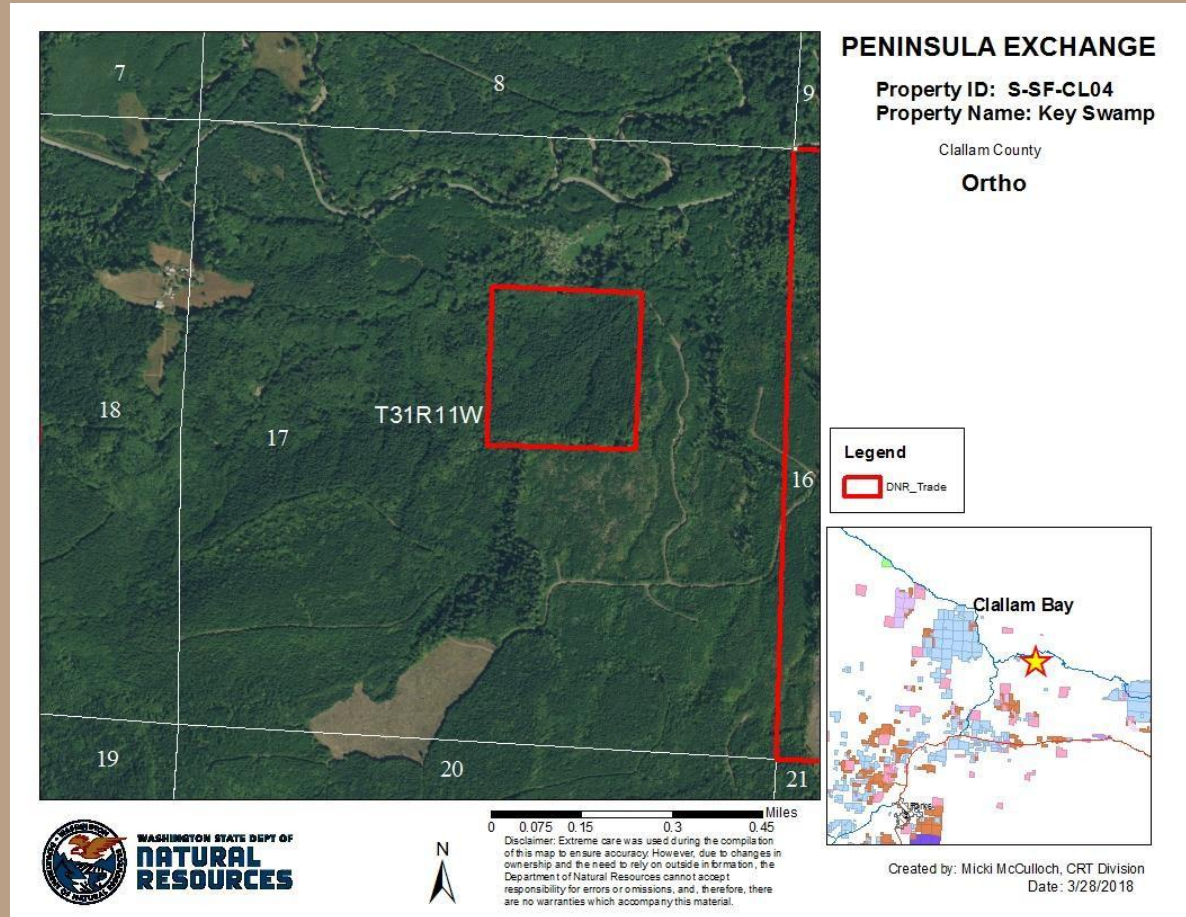 PENINSULA EXCHANGE
Property ID: S-SF-CL04
Property Name: Key Swamp
Clallam County
Ortho
7
8
9
18
17
T31R11W
16
19
20
21
Legend
DNR_Trade
Clallam Bay
Forks
WASHINGTON STATE DEPT OF
NATURAL
RESOURCES
N
Miles
0 0.075 0.15 0.3 0.45
Disclaimer: Extreme care was used during the compilation
of this map to ensure accuracy. However, due to changes in
ownership and the need to rely on outside information, the
Department of Natural Resources cannot accept
responsibility for errors or omissions, and, therefore, there
are no warranties which accompany this material.
Created by: Micki McCulloch, CRT Division
Date: 3/28/2018